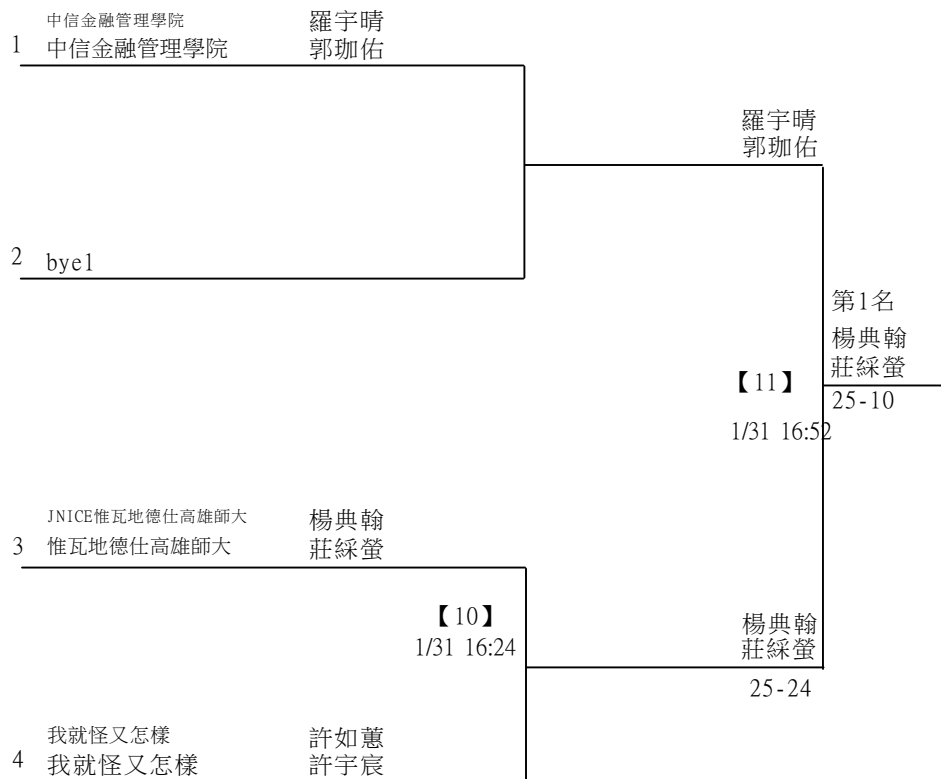 中信金融管理學院 羅宇晴
1 中信金融管理學院 郭珈佑
羅宇晴
郭珈佑
2 bye1
第1名
楊典翰
莊綵螢
【11】
25-10
1/31 16:52
JNICE惟瓦地德仕高雄師大 楊典翰
3 惟瓦地德仕高雄師大 莊綵螢
【10】
1/31 16:24
楊典翰
莊綵螢
25-24
我就怪又怎樣 許如蕙
4 我就怪又怎樣 許宇宸